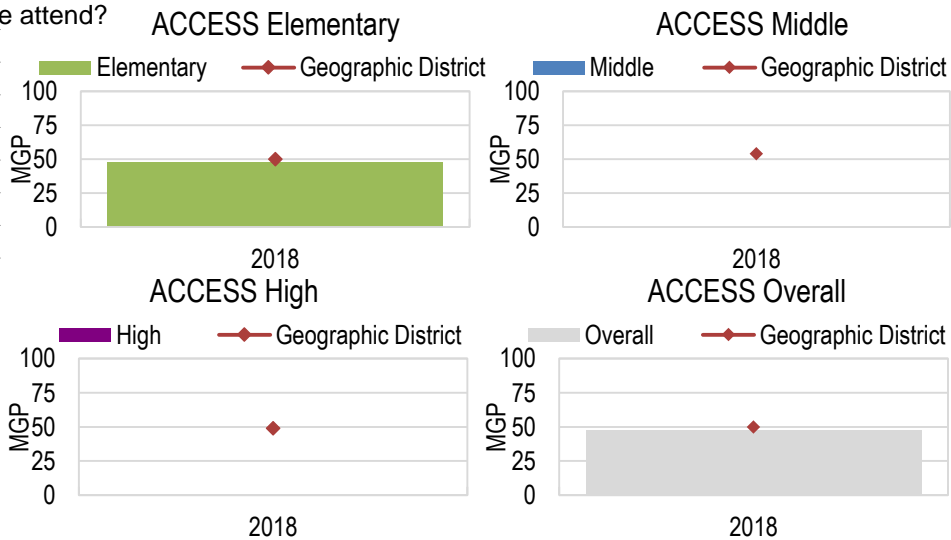 e attend?
ACCESS Elementary
Elementary Geographic District
100
75
50
25
0
MGP
2018
ACCESS Middle
Middle Geographic District
100
75
50
25
0
MGP
2018
ACCESS High
High Geographic District
100
75
50
25
0
MGP
2018
ACCESS Overall
Overall Geographic District
100
75
50
25
0
MGP
2018